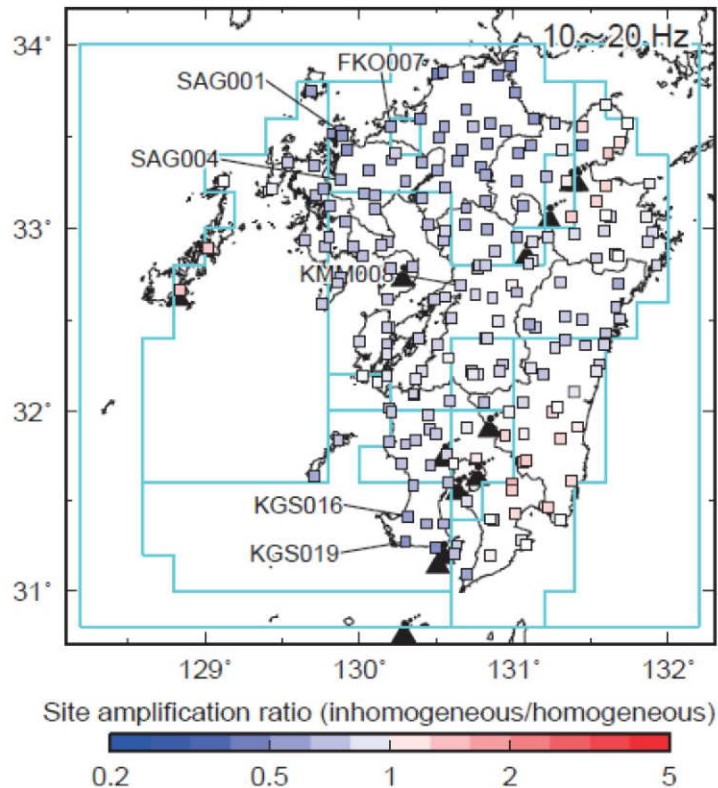 34° 10 – 20 Hz
FKO007
SAG001
SAG004
33°
KMM008
32°
KGS016
KGS019
31°
129° 130° 131° 132°
Site amplification ratio (inhomogeneous/homogeneous)
0.2 0.5 1 2 5